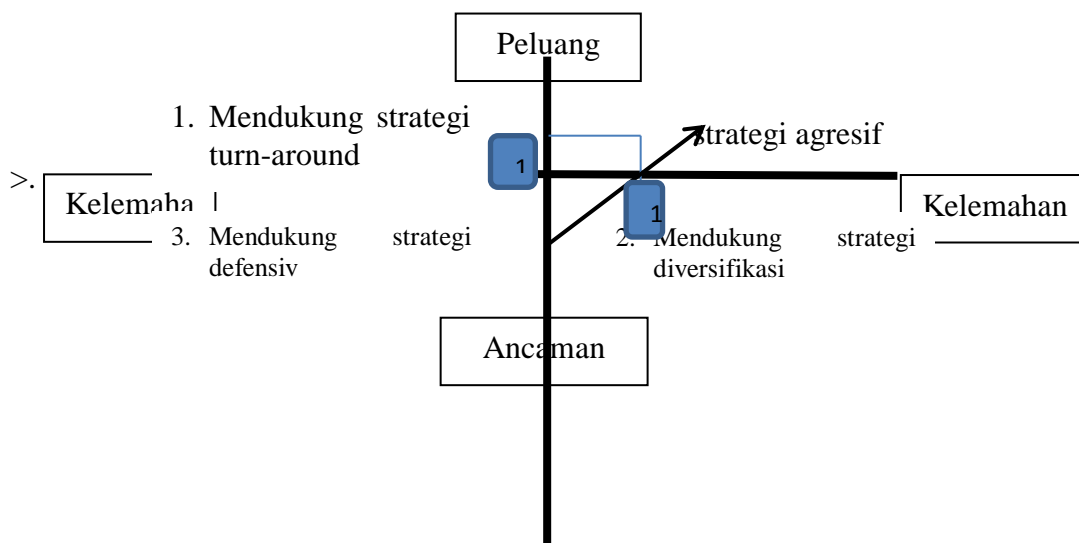 Peluang
1. Mendukung strategi
turn-around
strategi agresif
1
>.
Kelemaha
1
Kelemahan
3. Mendukung strategi
defensiv
2. Mendukung strategi
diversifikasi
Ancaman